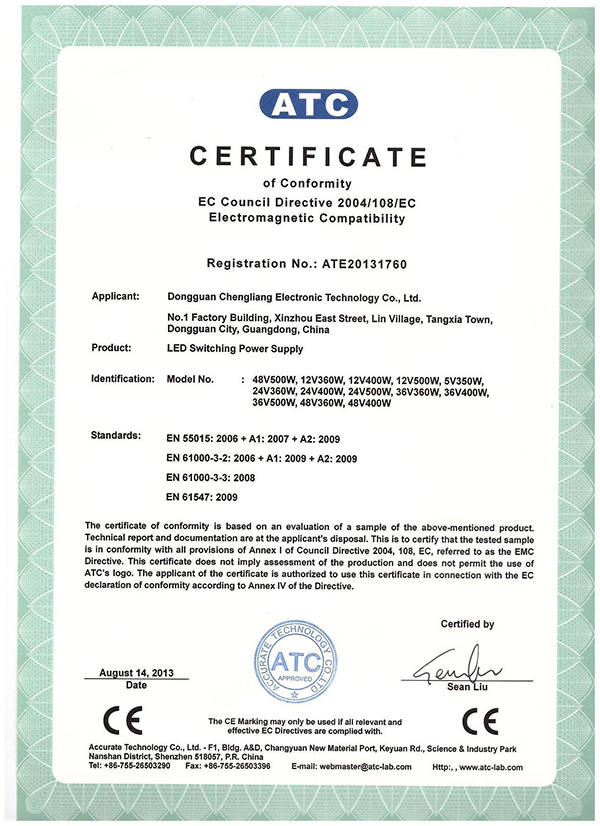 ATC
CERTIFICATE
of Conformity
EC Council Directive 2004/108/EC
Electromagnetic Compatibility
Registration No.: ATE20131760
Applicant: Dongguan Chengliang Electronic Technology Co., Ltd.
No.1 Factory Building, Xinzhou East Street, Lin Village, Tangxia Town,
Dongguan City, Guangdong, China
Product: LED Switching Power Supply
Identification: Model No. : 48V500W, 12V360W, 12V400W, 12V500W, 5V350W,
24V360W, 24V400W, 24V500W, 36V360W, 36V400W,
36V500W, 48V360W, 48V400W
Standards: EN 55015: 2006 + A1: 2007 + A2: 2009
EN 61000-3-2: 2006 + A1: 2009 + A2: 2009
EN 61000-3-3: 2008
EN 61547: 2009
The certificate of conformity is based on an evaluation of a sample of the above-mentioned product.
Technical report and documentation are at the applicant's disposal. This is to certify that the tested sample
is in conformity with all provisions of Annex I of Council Directive 2004, 108, EC, referred to as the EMC
Directive. This certificate does not imply assessment of the production and does not permit the use of
ATC's logo. The applicant of the certificate is authorized to use this certificate in connection with the EC
declaration of conformity according to Annex IV of the Directive.
Certified by
ACCURATE TECHNOLOGY CO.,LTD
ATC
APPROVED
August 14, 2013
Date
Sean Liu
CE
The CE Marking may only be used if all relevant and
effective EC Directives are complied with.
CE
Accurate Technology Co., Ltd. - F1, Bldg. A&D, Changyuan New Material Port, Keyuan Rd., Science & Industry Park
Nanshan District, Shenzhen 518057, P.R. China
Tel: +86-755-26503290 Fax: +86-755-26503396 E-mail: webmaster@atc-lab.com Http:, , www.atc-lab.com